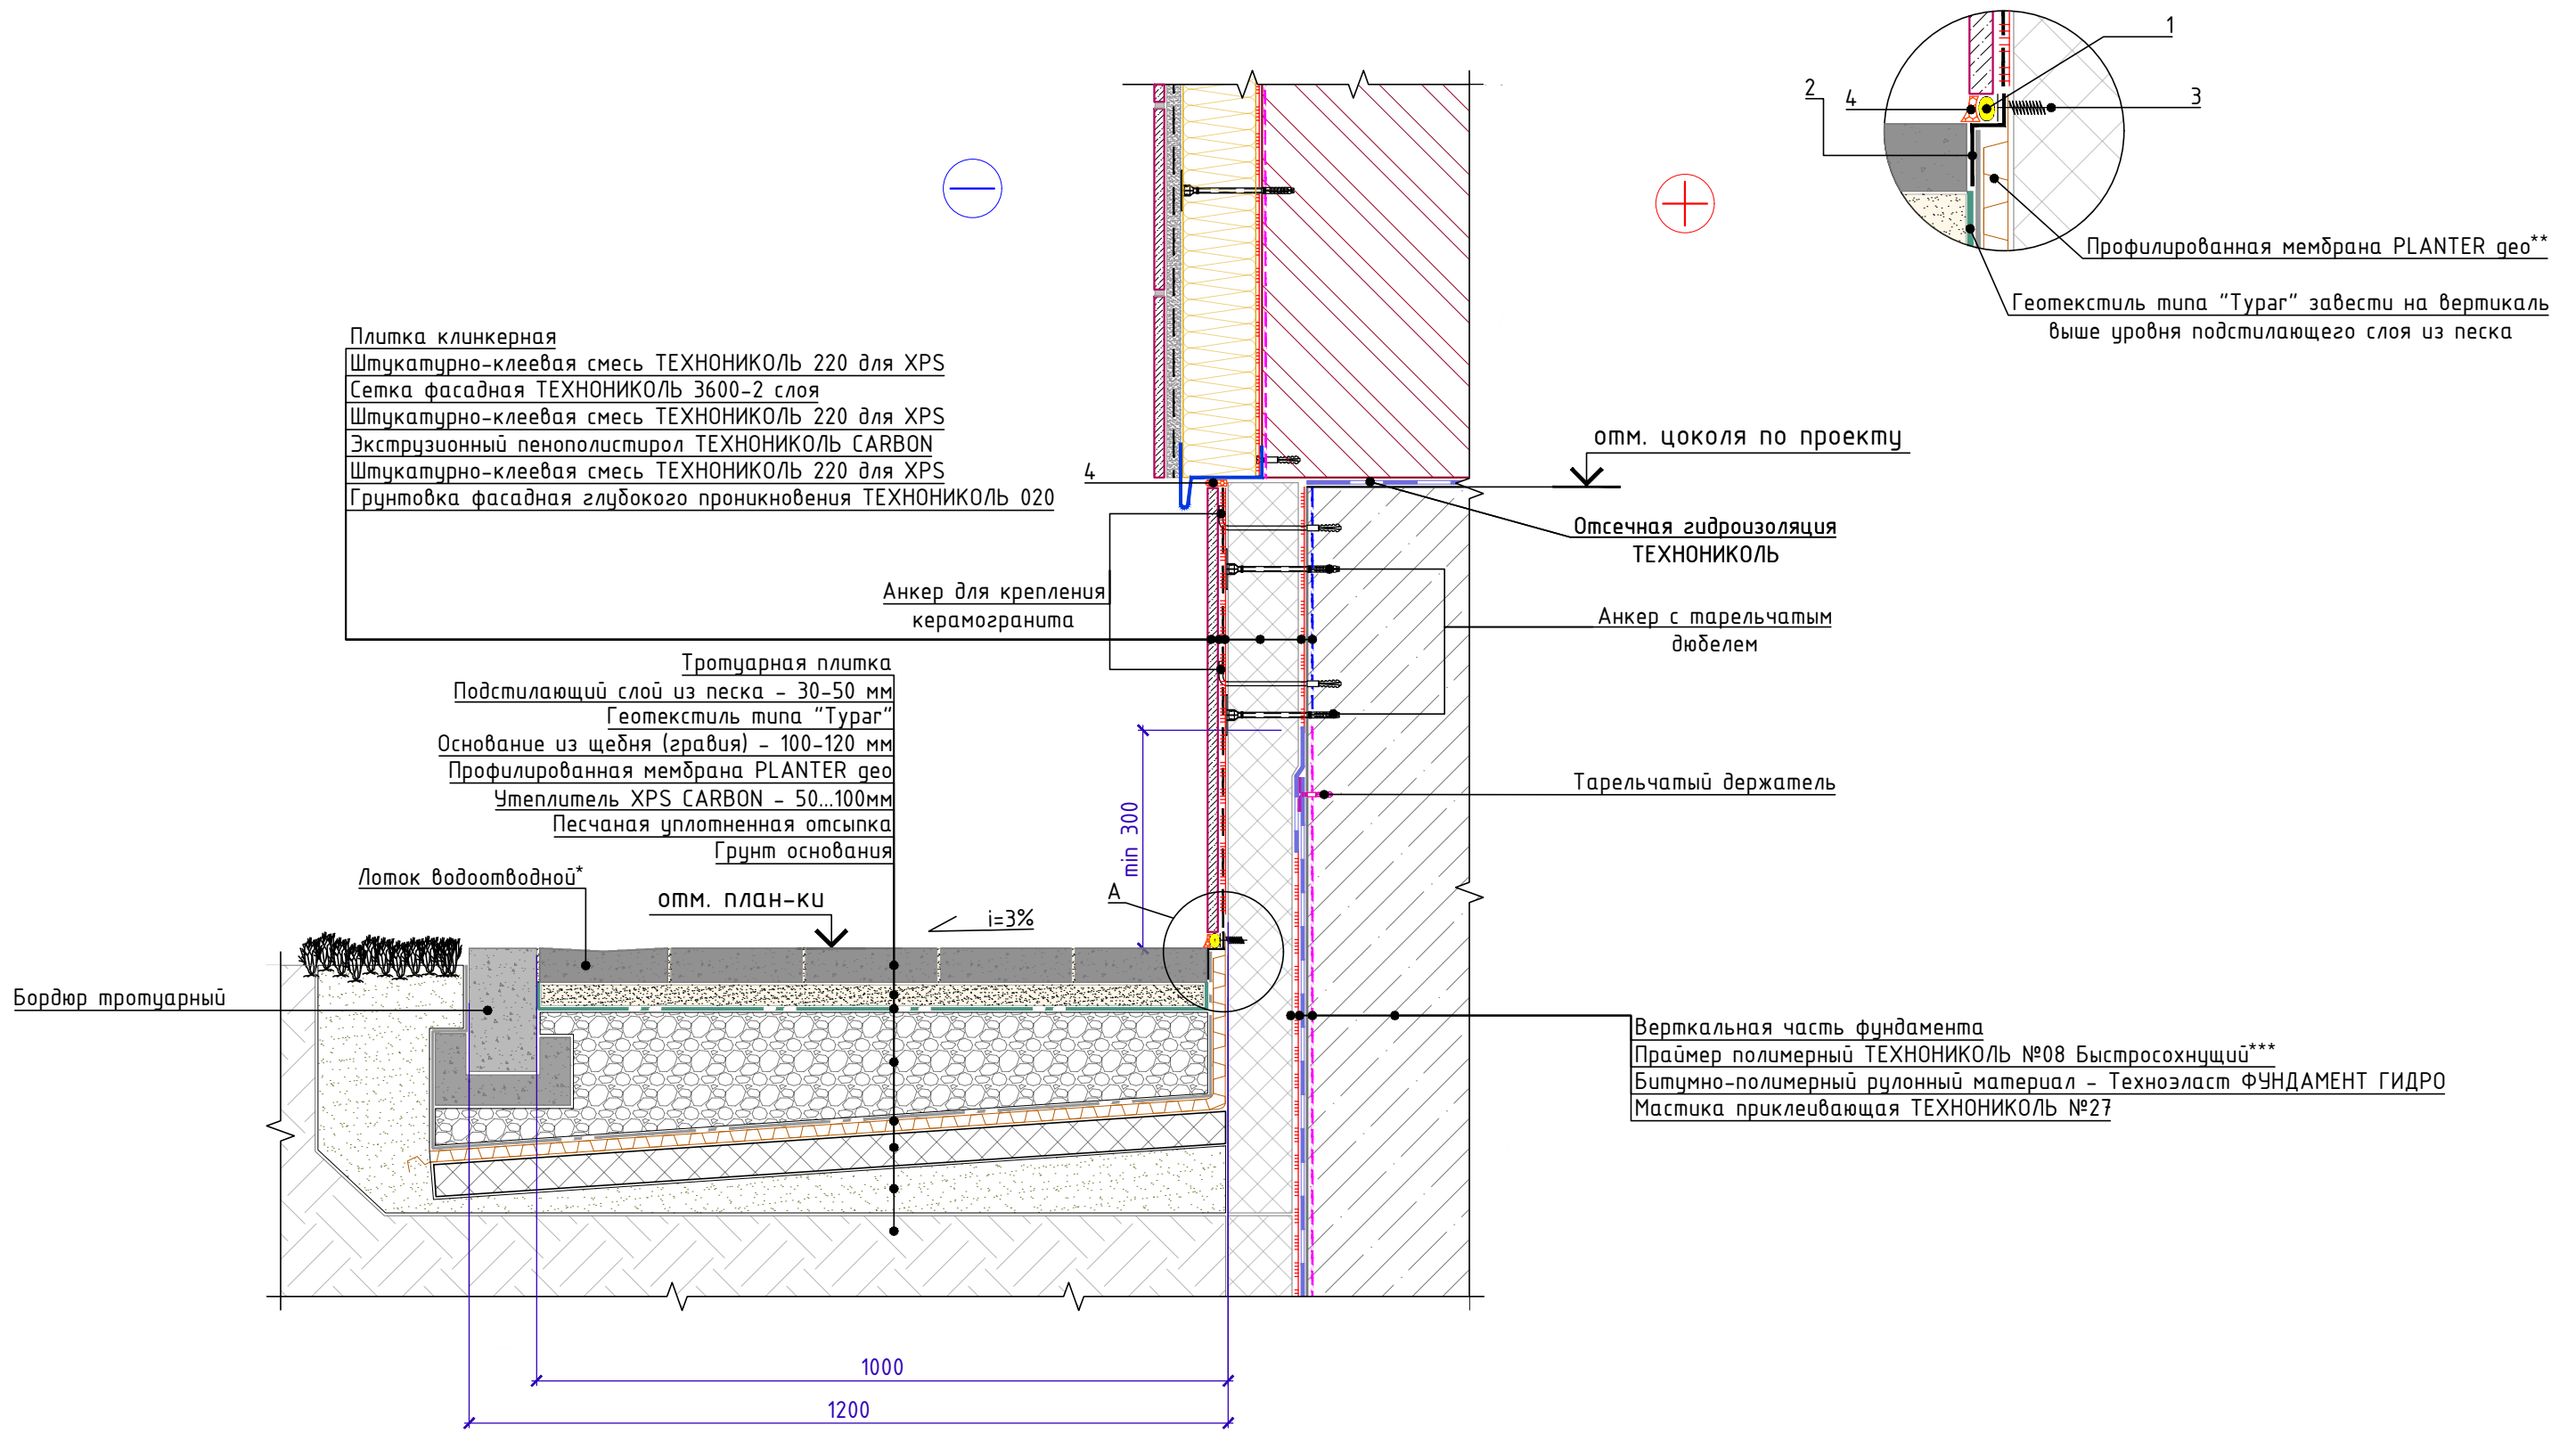 1
2
4
3
Профилированная мембрана PLANTER geo**
Геотекстиль типа "Typar" завести на вертикаль
выше уровня подстилающего слоя из песка
Плитка клинкерная
Штукатурно-клеевая смесь ТЕХНОНИКОЛЬ 220 для XPS
Сетка фасадная ТЕХНОНИКОЛЬ 3600-2 слоя
Штукатурно-клеевая смесь ТЕХНОНИКОЛЬ 220 для XPS
Экструзионный пенополистирол ТЕХНОНИКОЛЬ CARBON
Штукатурно-клеевая смесь ТЕХНОНИКОЛЬ 220 для XPS
Грунтовка фасадная глубокого проникновения ТЕХНОНИКОЛЬ 020
4
отм. цоколя по проекту
Отсечная гидроизоляция
ТЕХНОНИКОЛЬ
Анкер для крепления
керамогранита
Анкер с тарельчатым
дюбелем
Тротуарная плитка
Подстилающий слой из песка - 30-50 мм
Геотекстиль типа "Typar"
Основание из щебня (гравия) - 100-120 мм
Профилированная мембрана PLANTER geo
Утеплитель XPS CARBON - 50...100мм
Песчаная уплотненная отсыпка
Грунт основания
Тарельчатый держатель
min 300
Лоток водоотводной*
отм. план-ки
i=3%
А
Бордюр тротуарный
Верткальная часть фундамента
Праймер полимерный ТЕХНОНИКОЛЬ №08 Быстросохнущий***
Битумно-полимерный рулонный материал - Техноэласт ФУНДАМЕНТ ГИДРО
Мастика приклеивающая ТЕХНОНИКОЛЬ №27
1000
1200